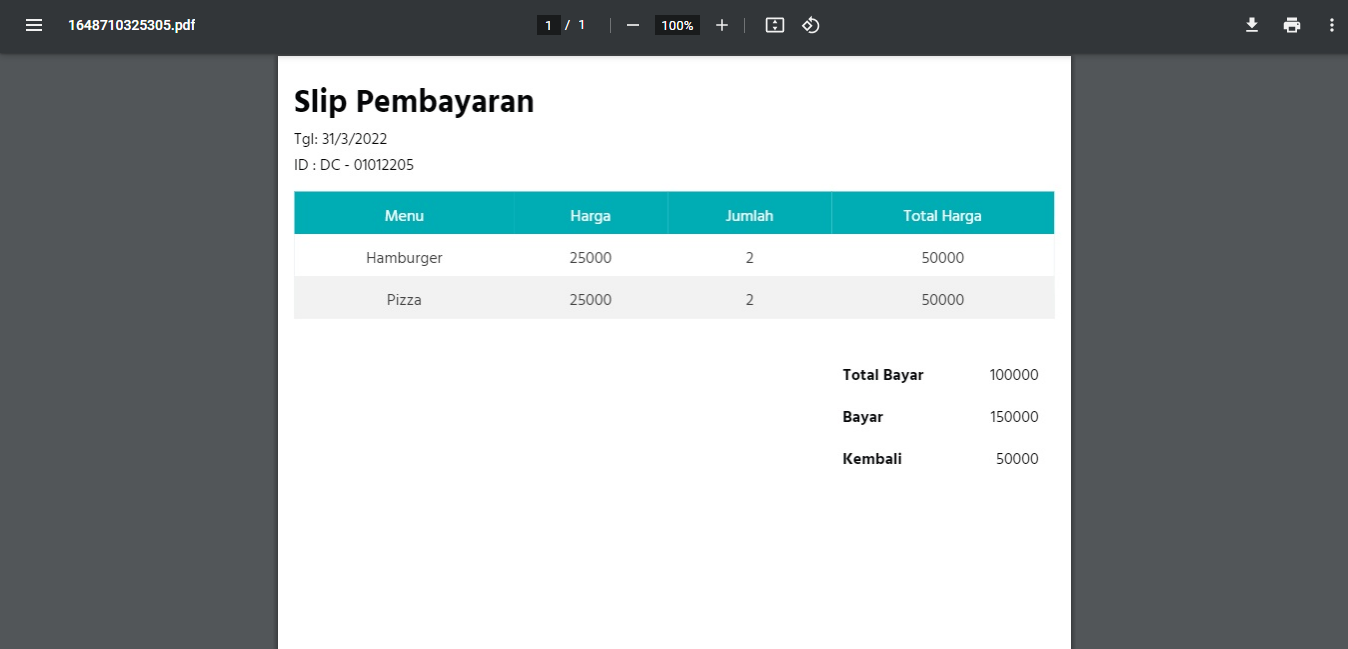 1648710325305.pdf 1 / 1 100%
Slip Pembayaran
Tgl: 31/3/2022
ID : DC - 01012205
Menu Harga Jumlah Total Harga
Hamburger 25000 2 50000
Pizza 25000 2 50000
Total Bayar 100000
Bayar 150000
Kembali 50000